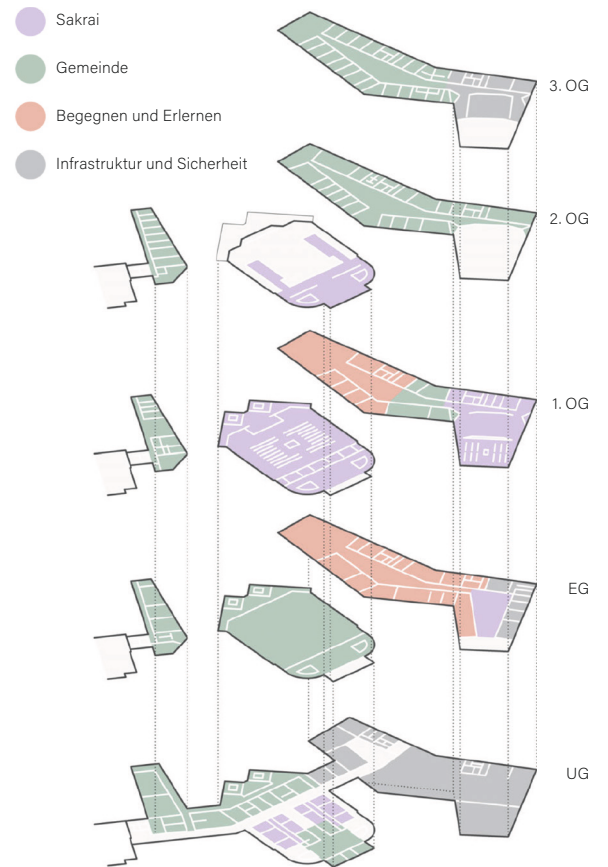 Sakrai
Gemeinde
Begegnen und Erlernen
Infrastruktur und Sicherheit
3. OG
2. OG
1. OG
EG
UG